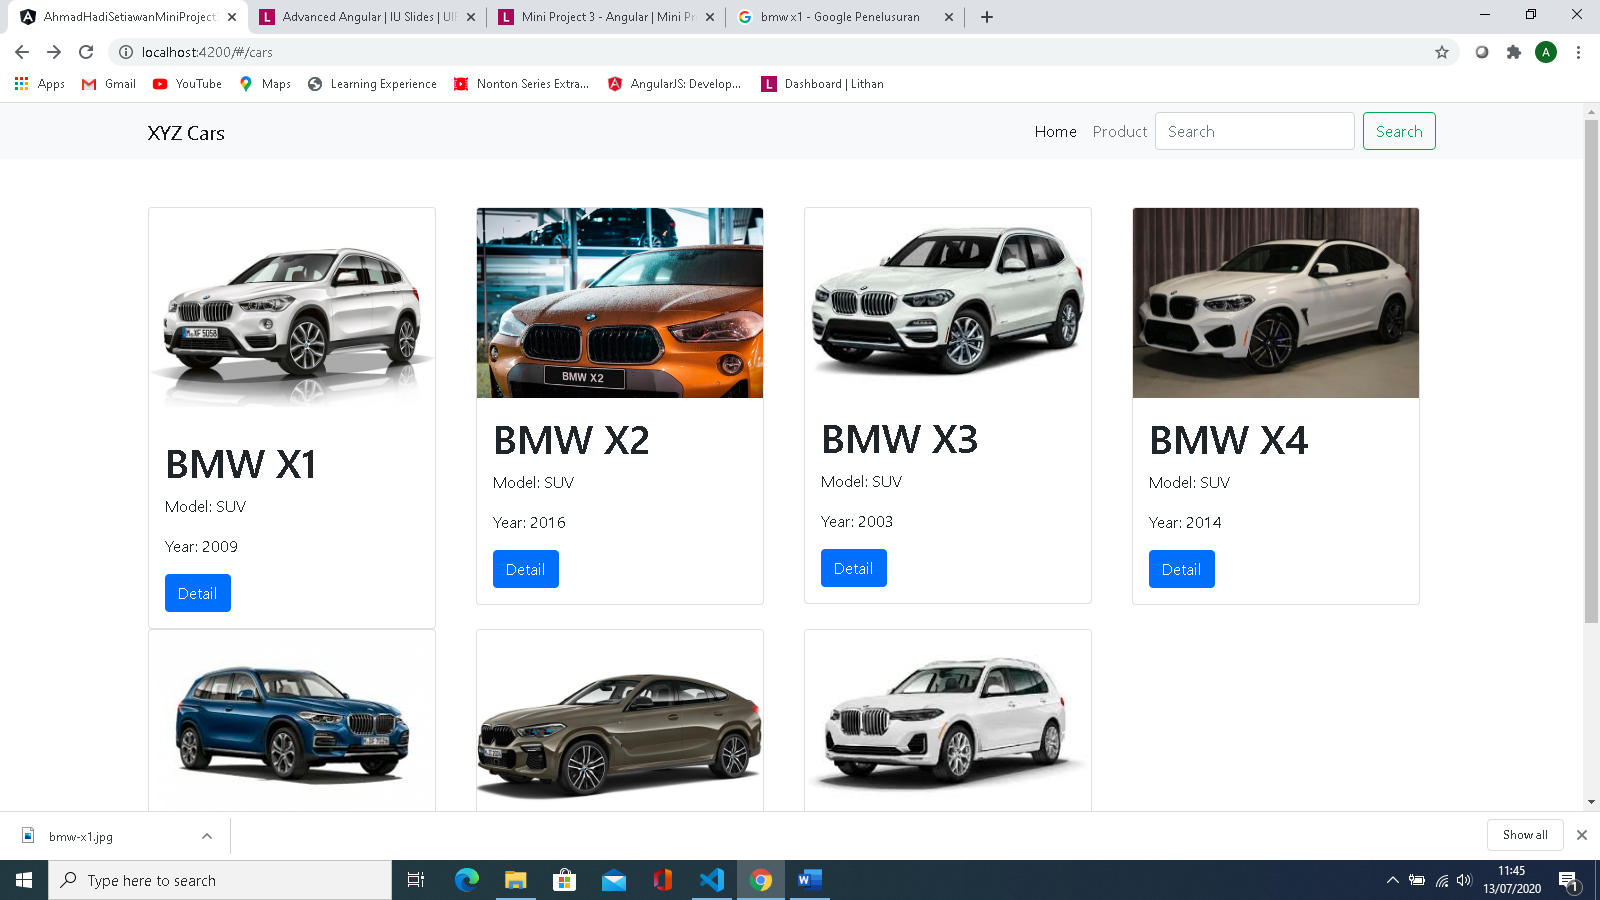 AhmadHadiSetiawanMiniProject
Advanced Angular | IU Slides | UIF
Mini Project 3 - Angular | Mini Pr
bmw x1 - Google Penelusuran
localhost:4200/#/cars
A
Apps
Gmail
YouTube
Maps
Learning Experience
Nonton Series Extra...
AngularJS: Develop...
L
Dashboard | Lithan
XYZ Cars
Home
Product
Search
Search
BMW X2
BMW X1
Model: SUV
Year: 2009
Detail
BMW X2
Model: SUV
Year: 2016
Detail
BMW X3
Model: SUV
Year: 2003
Detail
BMW X4
Model: SUV
Year: 2014
Detail
bmw-x1.jpg
Show all
Type here to search
11:45
13/07/2020
1